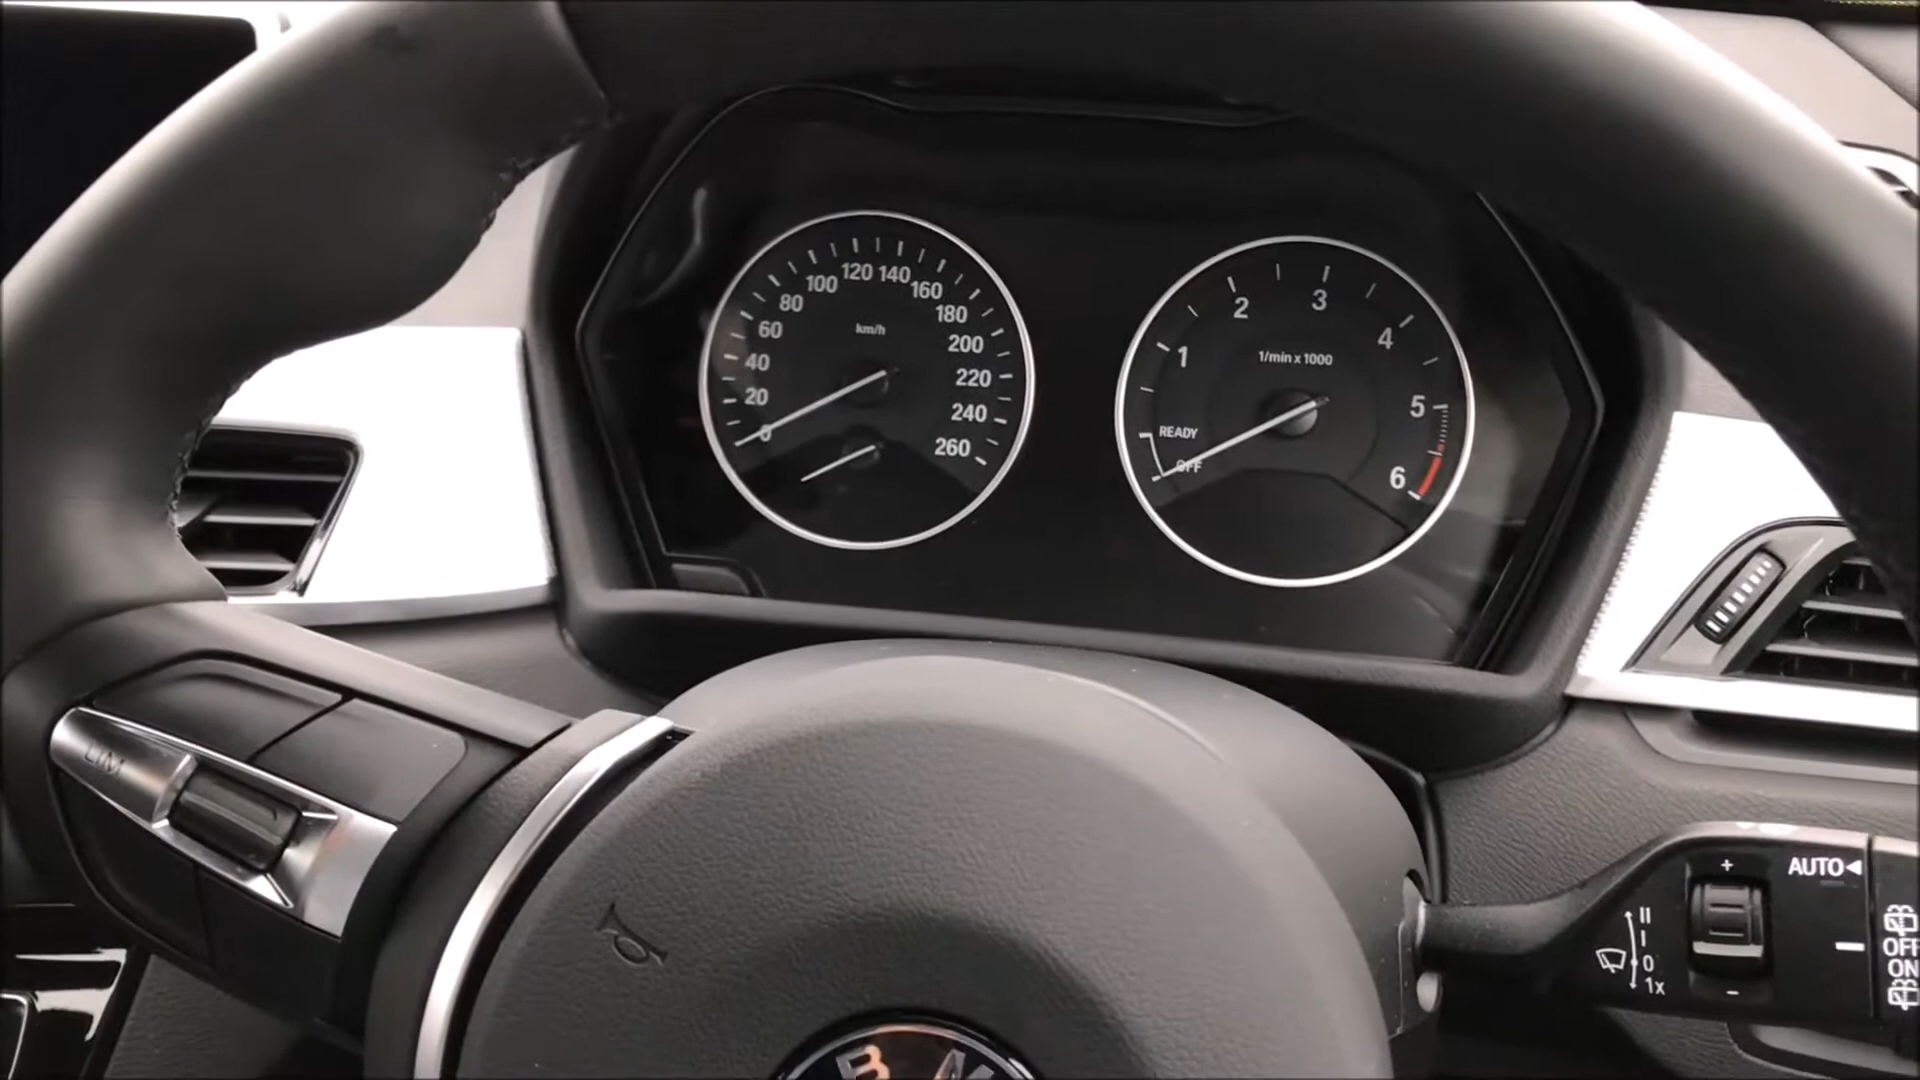 120 140
100 160
80 180
60 km/h 200
40 220
20 240
0 260
2 3
1 4
1/min x 1000
5
READY
OFF
6
LIM
+ AUTO
II
I
0
1x
-
OFF
ON
B M